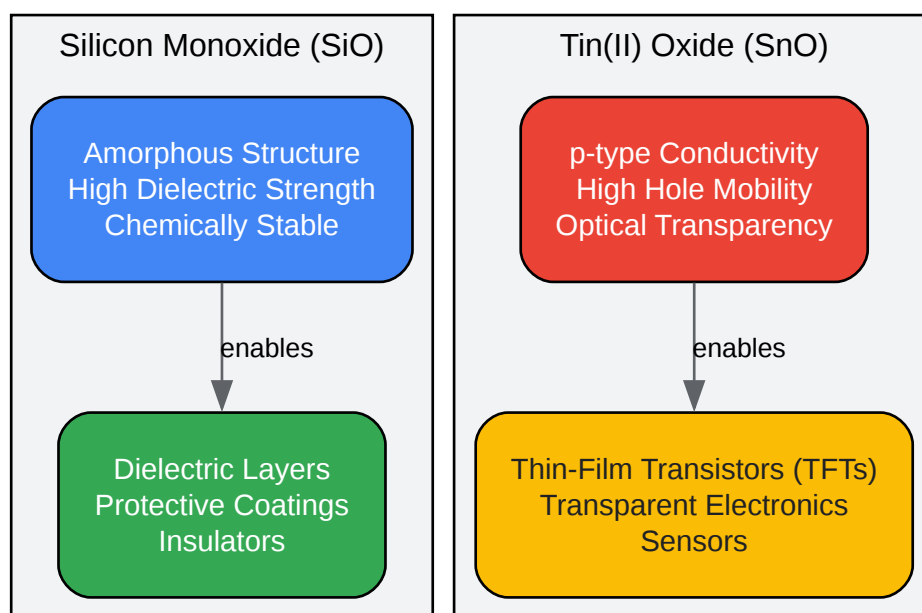 Silicon Monoxide (SiO)
Amorphous Structure
High Dielectric Strength
Chemically Stable
enables
Dielectric Layers
Protective Coatings
Insulators
Tin(II) Oxide (SnO)
p-type Conductivity
High Hole Mobility
Optical Transparency
enables
Thin-Film Transistors (TFTs)
Transparent Electronics
Sensors